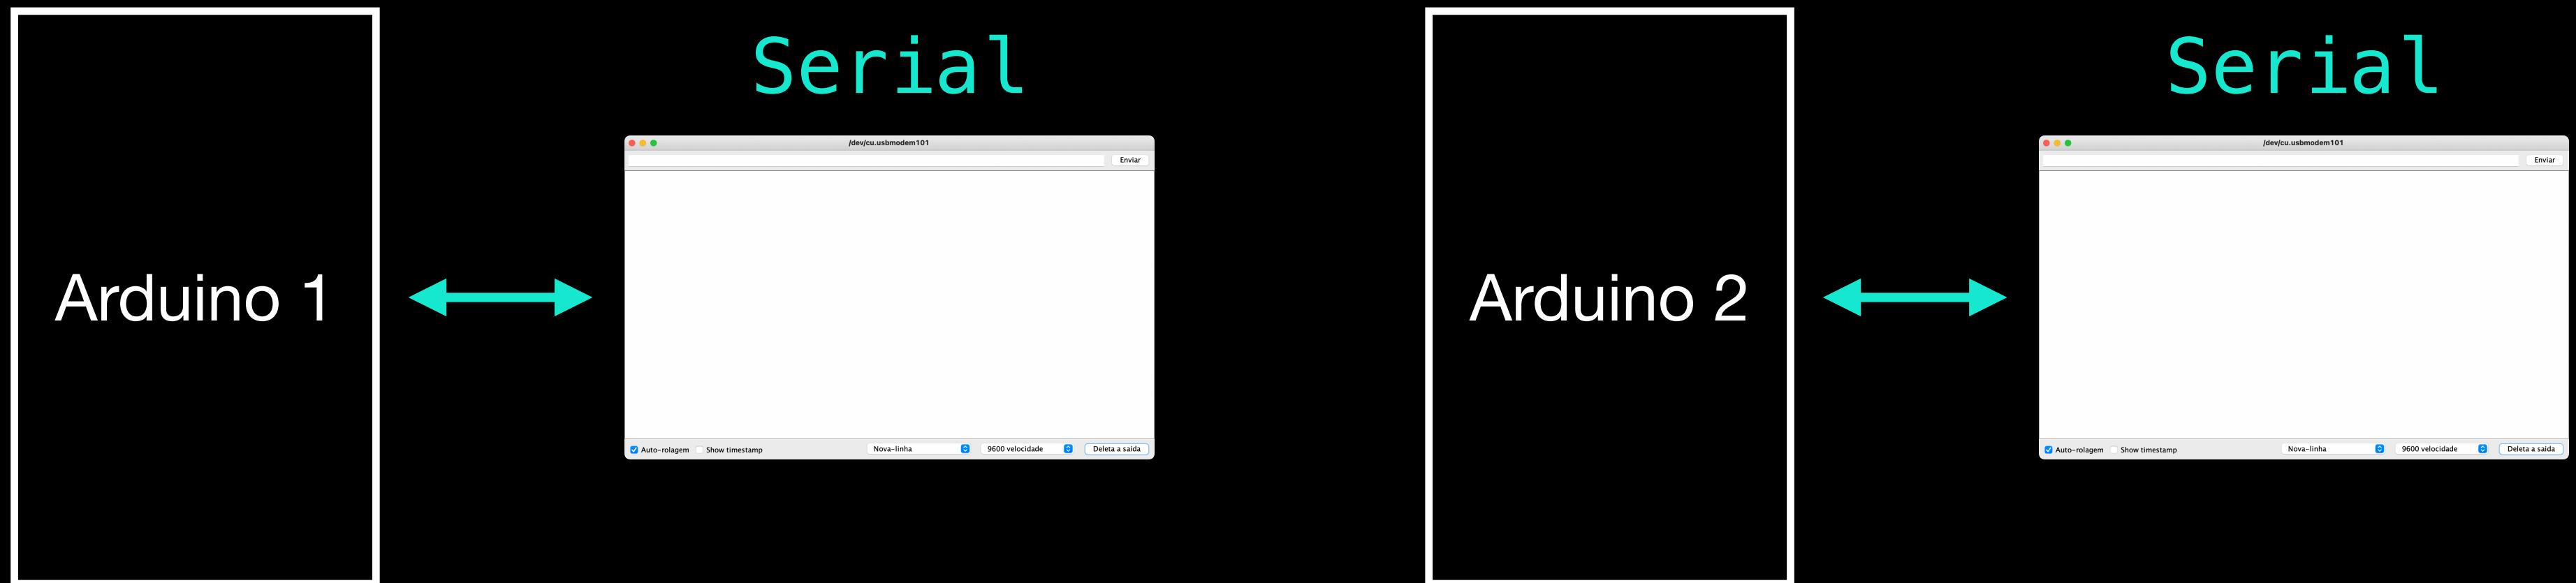 Serial
/dev/cu.usbmodem101
Enviar
Arduino 1
Auto-rolagem Show timestamp Nova-linha 9600 velocidade Deleta a saida
Serial
/dev/cu.usbmodem101
Enviar
Arduino 2
Auto-rolagem Show timestamp Nova-linha 9600 velocidade Deleta a saida